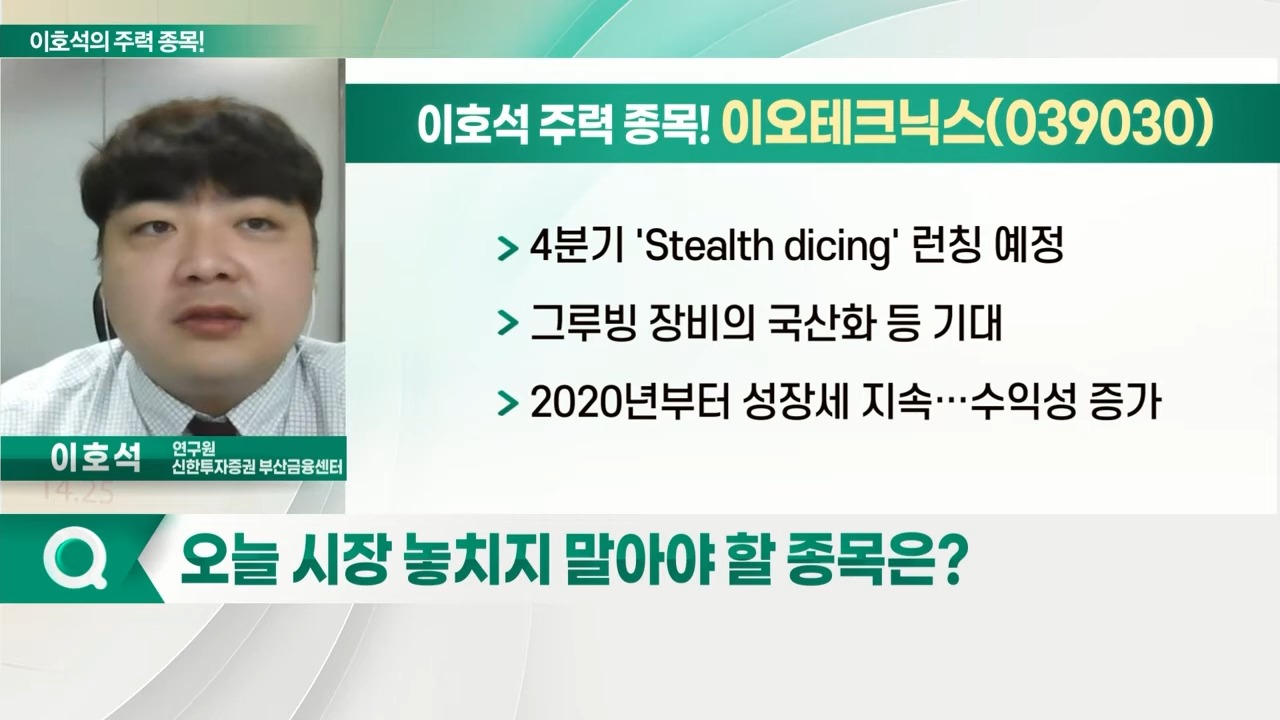 이호석의 주력 종목!
이호석 주력 종목! 이오테크닉스(039030)
> 4분기 'Stealth dicing' 런칭 예정
> 그루빙 장비의 국산화 등 기대
> 2020년부터 성장세 지속…수익성 증가
이호석
연구원
신한투자증권 부산금융센터
14.25
Q 오늘 시장 놓치지 말아야 할 종목은?